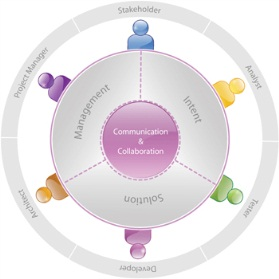 Stakeholder
Project Manager
Analyst
Management
Intent
Communication
&
Collaboration
Solution
Architect
Tester
Developer